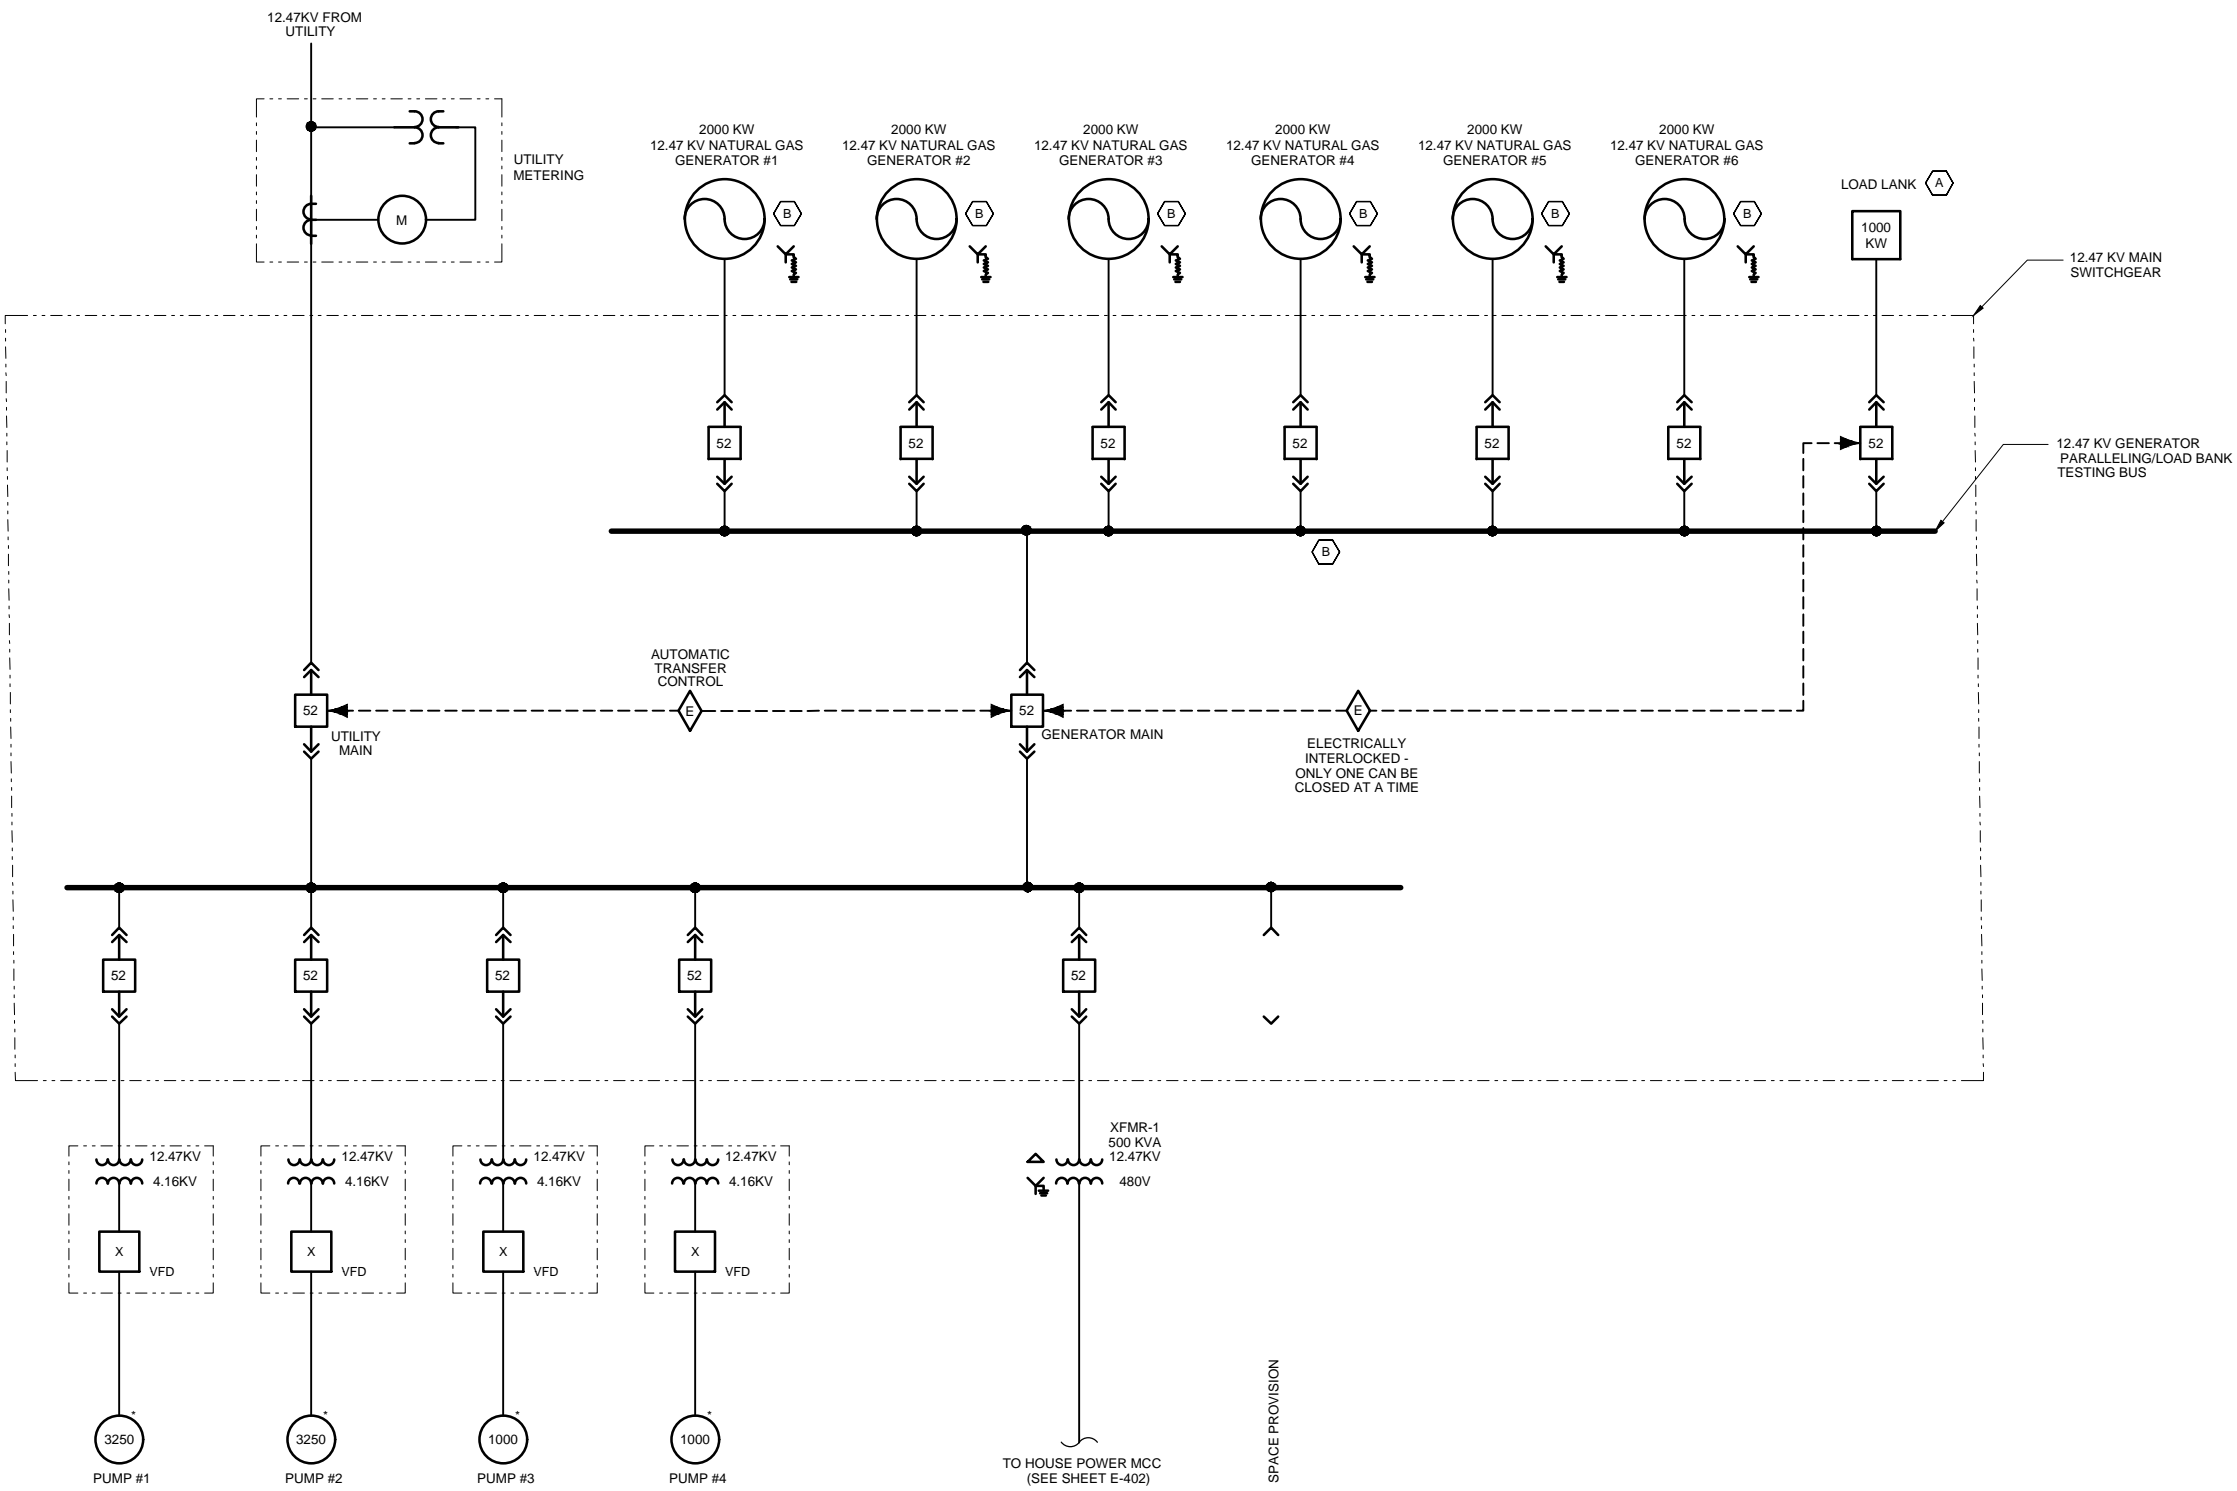 12.47KV FROM
UTILITY
UTILITY
METERING
M
2000 KW
12.47 KV NATURAL GAS
GENERATOR #1
B
2000 KW
12.47 KV NATURAL GAS
GENERATOR #2
B
2000 KW
12.47 KV NATURAL GAS
GENERATOR #3
B
2000 KW
12.47 KV NATURAL GAS
GENERATOR #4
B
2000 KW
12.47 KV NATURAL GAS
GENERATOR #5
B
2000 KW
12.47 KV NATURAL GAS
GENERATOR #6
B
LOAD LANK
A
1000
KW
12.47 KV MAIN
SWITCHGEAR
52
52
52
52
52
52
52
12.47 KV GENERATOR
PARALLELING/LOAD BANK
TESTING BUS
B
AUTOMATIC
TRANSFER
CONTROL
52
E
52
E
UTILITY
MAIN
GENERATOR MAIN
ELECTRICALLY
INTERLOCKED -
ONLY ONE CAN BE
CLOSED AT A TIME
52
52
52
52
52
12.47KV
4.16KV
X
VFD
12.47KV
4.16KV
X
VFD
12.47KV
4.16KV
X
VFD
12.47KV
4.16KV
X
VFD
XFMR-1
500 KVA
12.47KV
480V
*
3250
PUMP #1
*
3250
PUMP #2
*
1000
PUMP #3
*
1000
PUMP #4
TO HOUSE POWER MCC
(SEE SHEET E-402)
SPACE PROVISION